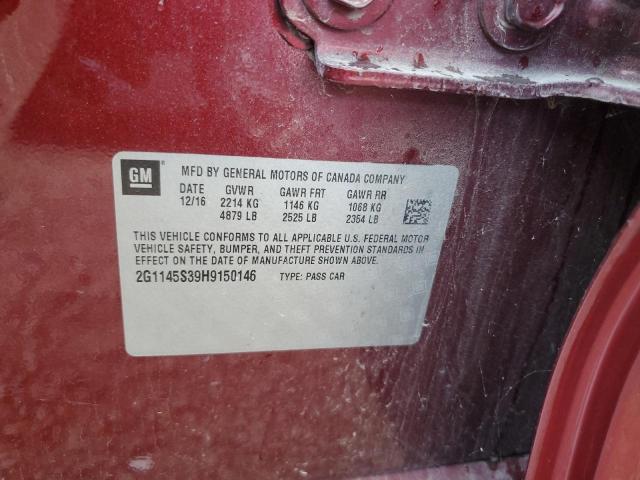 GM ® MFD BY GENERAL MOTORS OF CANADA COMPANY
DATE GVWR GAWR FRT GAWR RR
12/16 2214 KG 1146 KG 1068 KG
4879 LB 2525 LB 2354 LB
THIS VEHICLE CONFORMS TO ALL APPLICABLE U.S. FEDERAL MOTOR
VEHICLE SAFETY, BUMPER, AND THEFT PREVENTION STANDARDS IN
EFFECT ON THE DATE OF MANUFACTURE SHOWN ABOVE.
2G1145S39H9150146 TYPE: PASS CAR